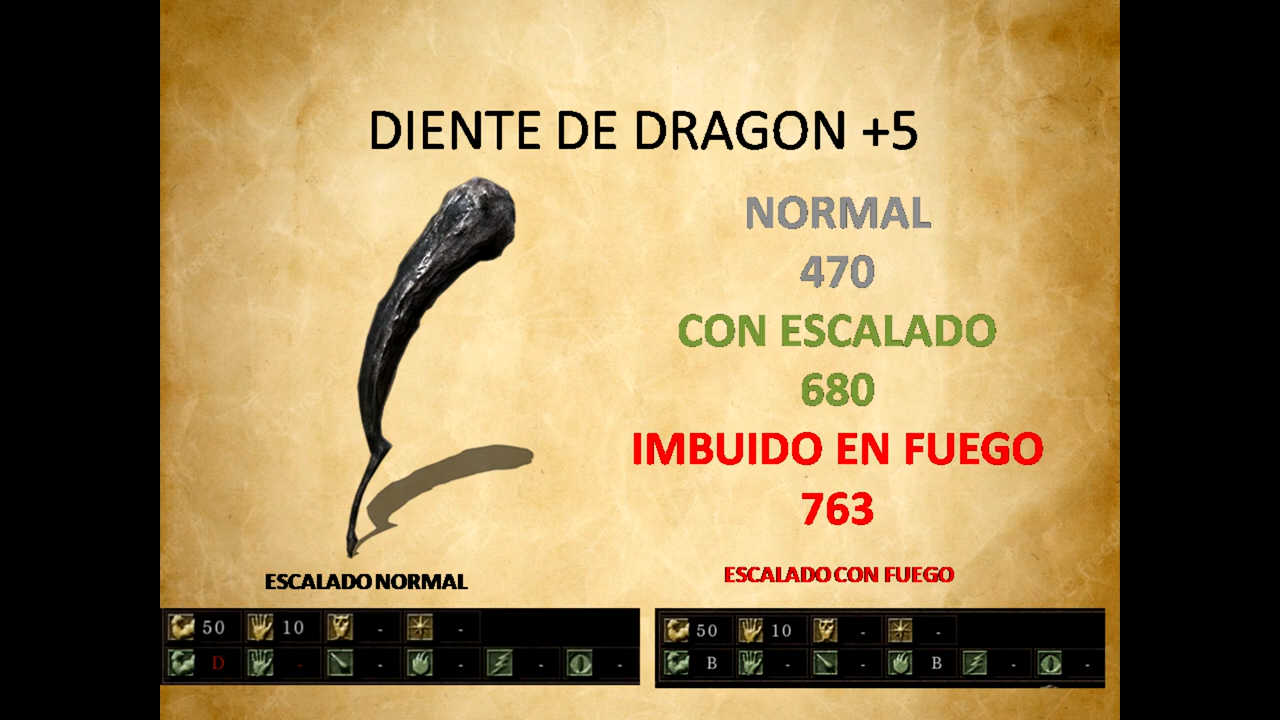 DIENTE DE DRAGON +5
NORMAL
470
CON ESCALADO
680
IMBUIDO EN FUEGO
763
ESCALADO NORMAL
50 10 - -
D - - - - -
ESCALADO CON FUEGO
50 10 - -
B - - B - -